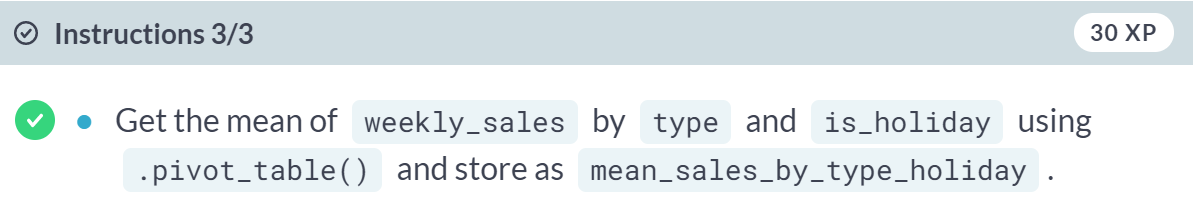 Instructions 3/3 30 XP
Get the mean of weekly_sales by type and is_holiday using
.pivot_table() and store as mean_sales_by_type_holiday .